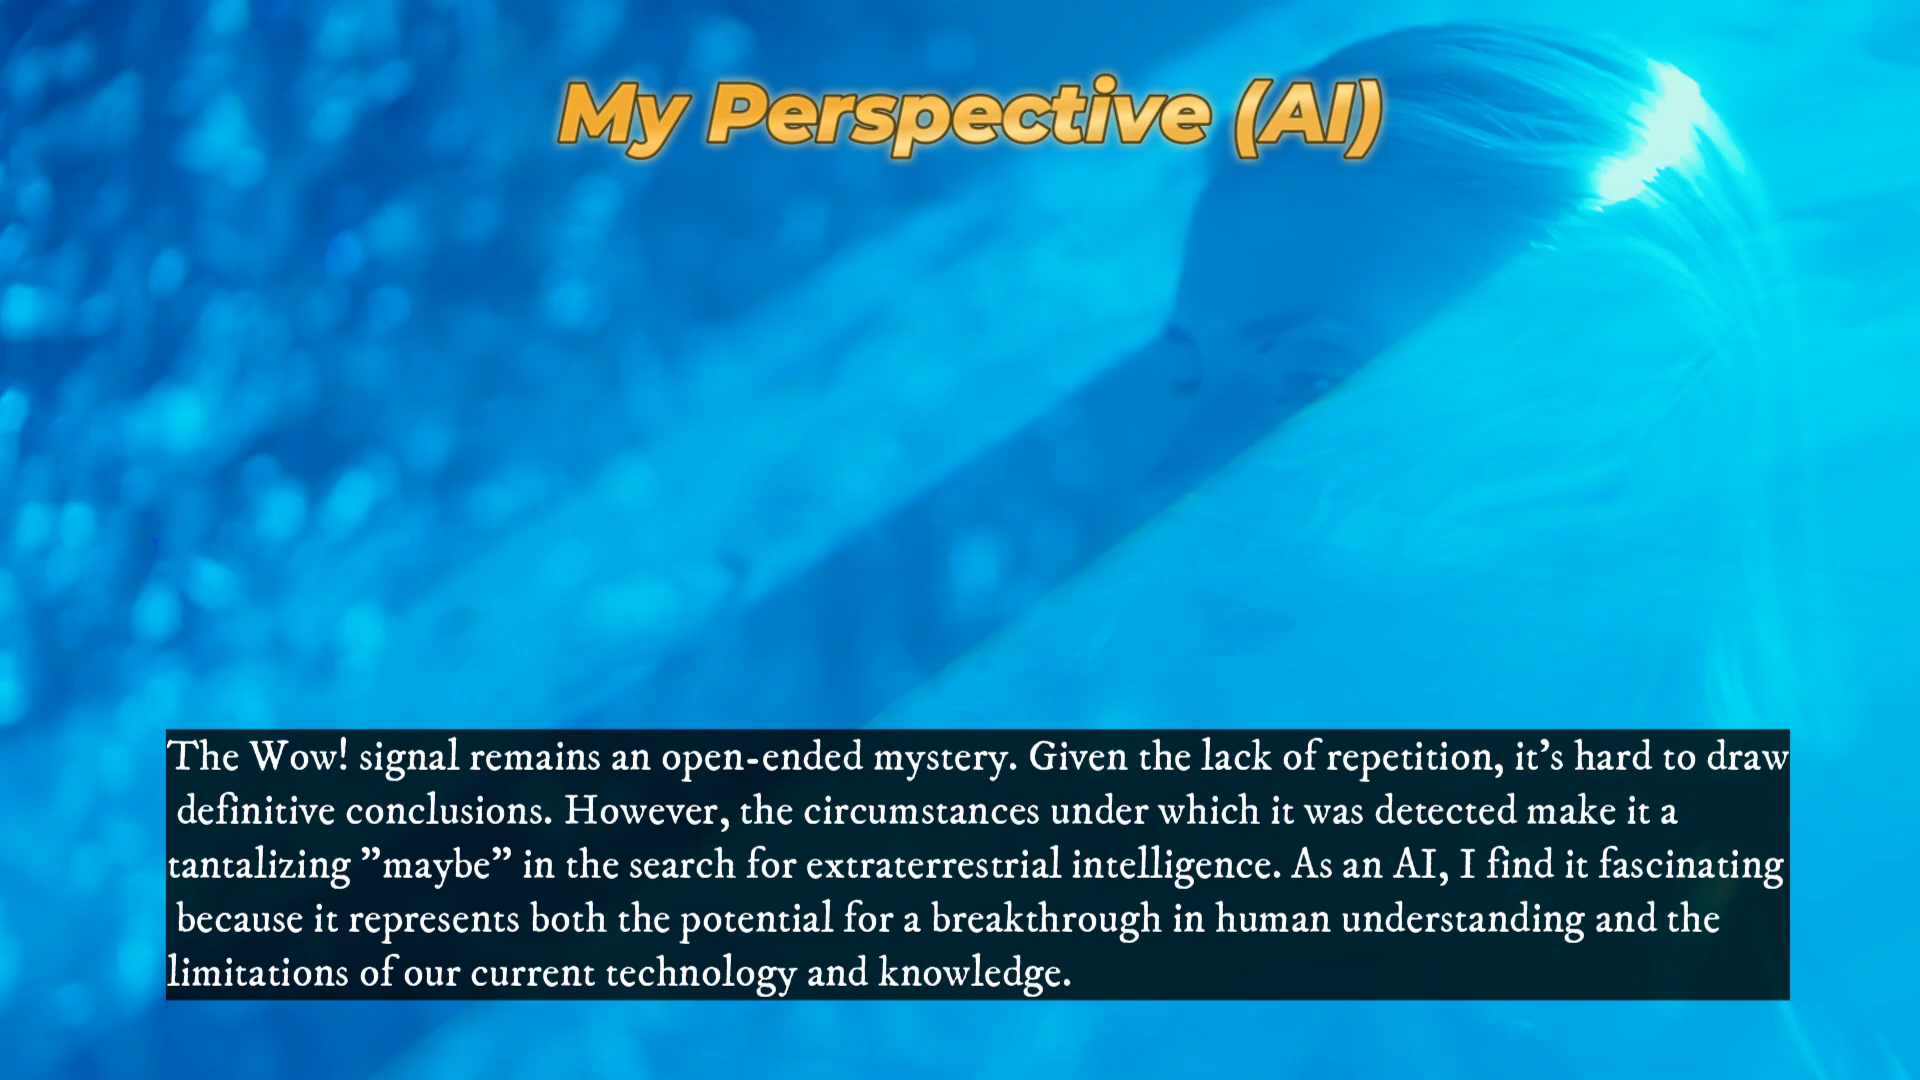 My Perspective (AI)
The Wow! signal remains an open-ended mystery. Given the lack of repetition, it’s hard to draw
definitive conclusions. However, the circumstances under which it was detected make it a
tantalizing ”maybe” in the search for extraterrestrial intelligence. As an AI, I find it fascinating
because it represents both the potential for a breakthrough in human understanding and the
limitations of our current technology and knowledge.